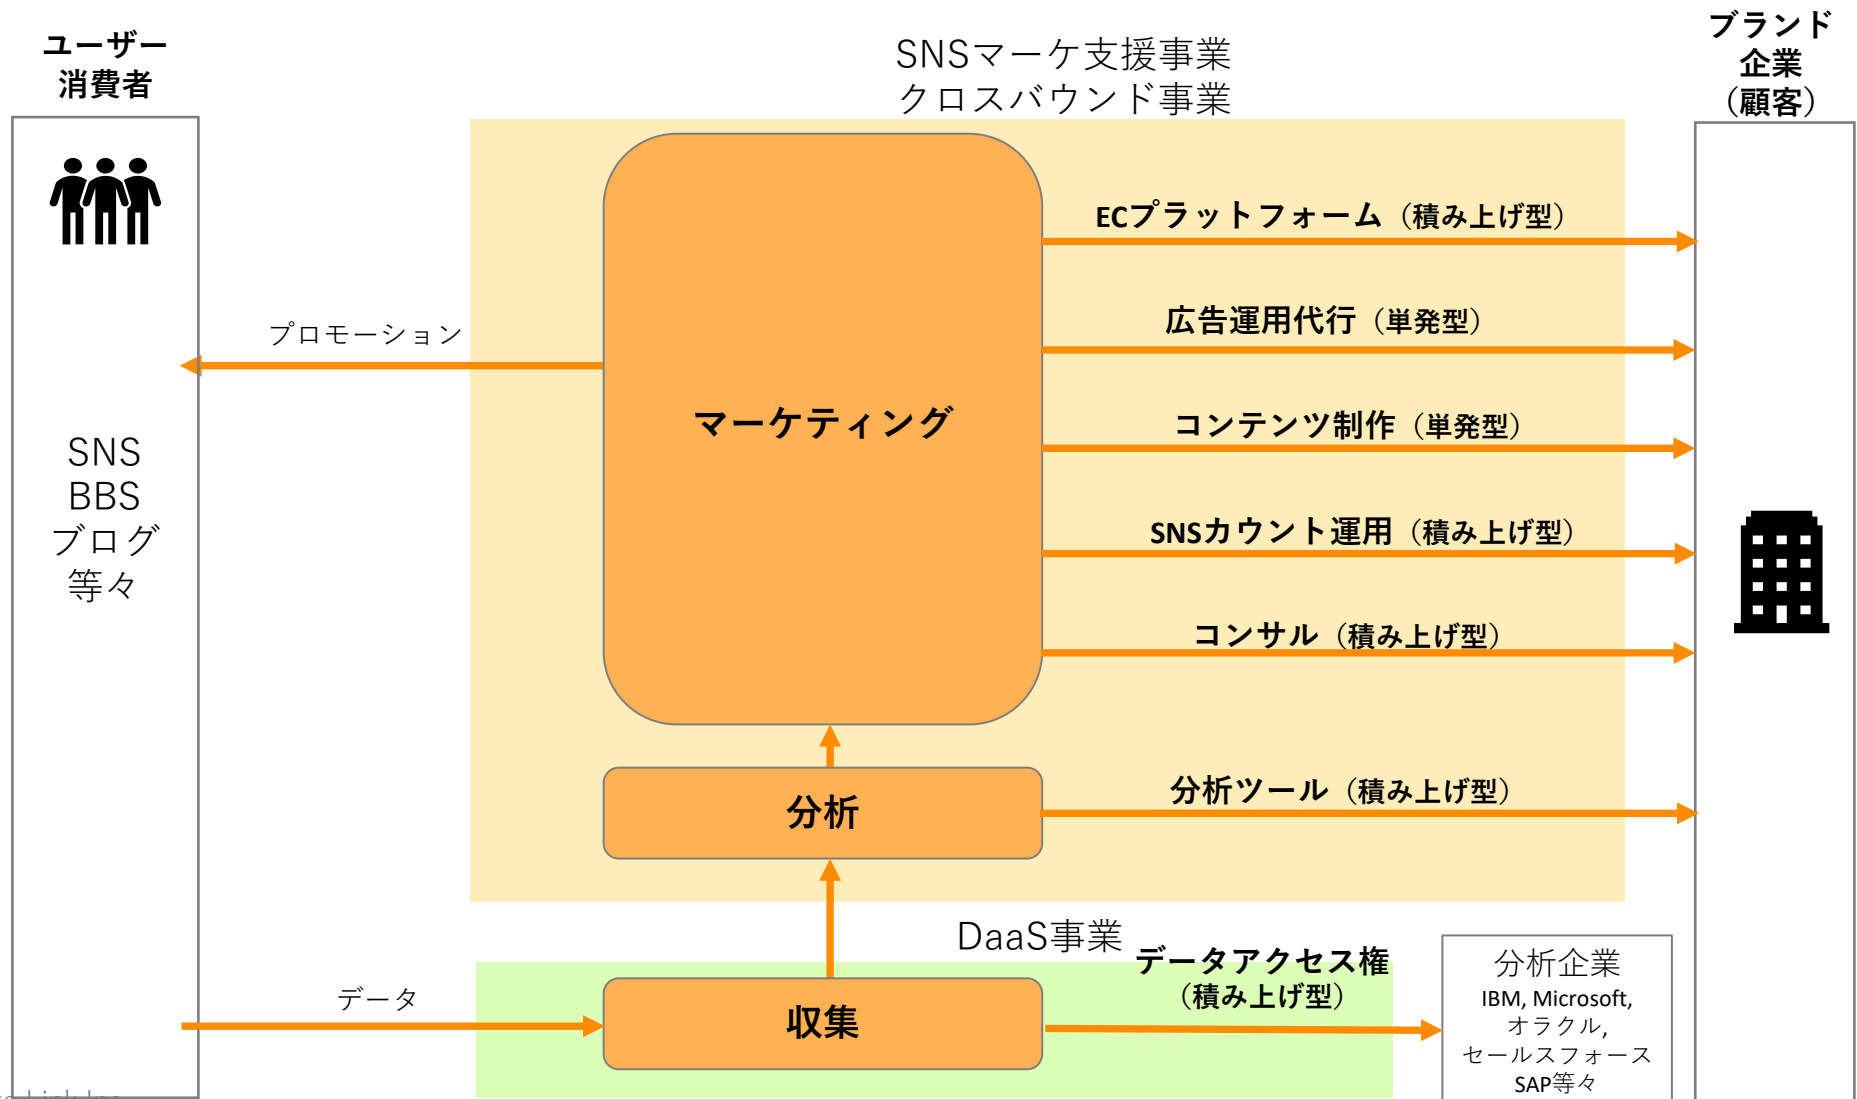 ユーザー
消費者
SNSマーケ支援事業
クロスバウンド事業
ブランド
企業
（顧客）
ECプラットフォーム（積み上げ型）
広告運用代行（単発型）
プロモーション
マーケティング
コンテンツ制作（単発型）
SNS
BBS
ブログ
等々
SNSカウント運用（積み上げ型）
コンサル（積み上げ型）
分析
分析ツール（積み上げ型）
DaaS事業
データ
収集
データアクセス権
（積み上げ型）
分析企業
IBM, Microsoft,
オラクル,
セールスフォース
SAP等々
Link Inc